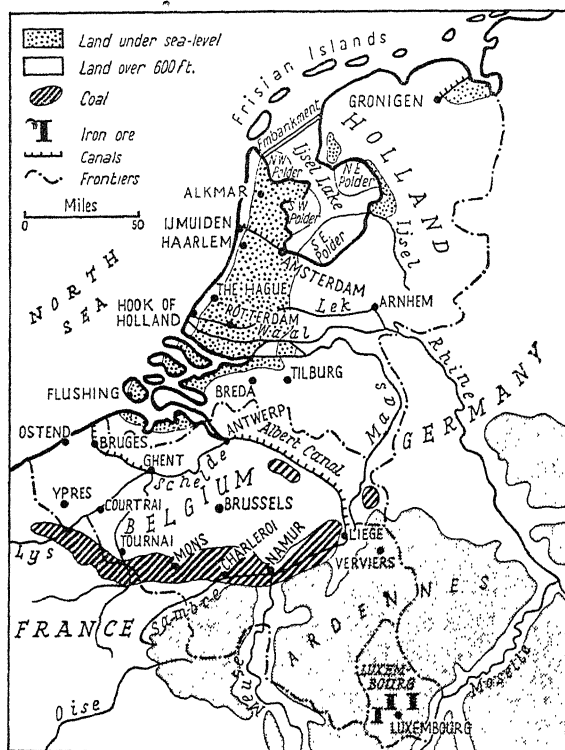 Land under sea-level
Land over 600 ft.
Coal
Iron ore
Canals
Frontiers
Miles
0 50
Frisian Islands
GRONIGEN
Embankment
HOLLAND
N W
Polder
Ijsel Lake
N E
Polder
ALKMAR
S W
Polder
S.E.
Polder
Ijsel
IJMUIDEN
HAARLEM
AMSTERDAM
NORTH
SEA
THE HAGUE
Lek
ARNHEM
HOOK OF
HOLLAND
ROTTERDAM
Waal
Rhine
GERMANY
FLUSHING
BREDA
TILBURG
Maas
ANTWERP
Albert Canal
OSTEND
BRUGES
GHENT
Schelde
BELGIUM
YPRES
COURTRAI
BRUSSELS
TOURNAI
Lys
MONS
CHARLEROI
NAMUR
LIEGE
VERVIERS
Sambre
FRANCE
ARDENNES
Meuse
Oise
LUXEM-
BOURG
LUXEMBOURG
Moselle